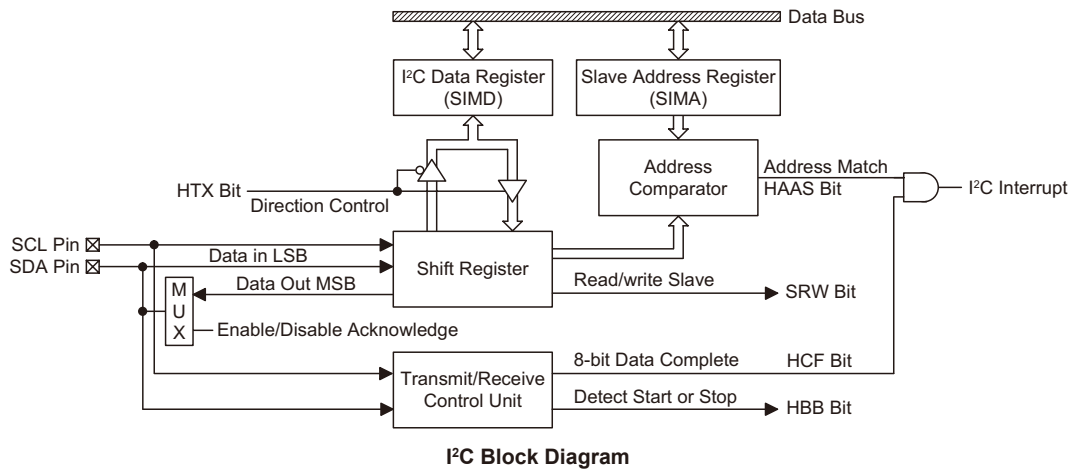 Data Bus
I²C Data Register
(SIMD)
Slave Address Register
(SIMA)
Address
Comparator
Address Match
HAAS Bit
I²C Interrupt
HTX Bit
Direction Control
SCL Pin
SDA Pin
Data in LSB
Shift Register
Data Out MSB
Read/write Slave
SRW Bit
M
U
X
Enable/Disable Acknowledge
Transmit/Receive
Control Unit
8-bit Data Complete
HCF Bit
Detect Start or Stop
HBB Bit
I²C Block Diagram